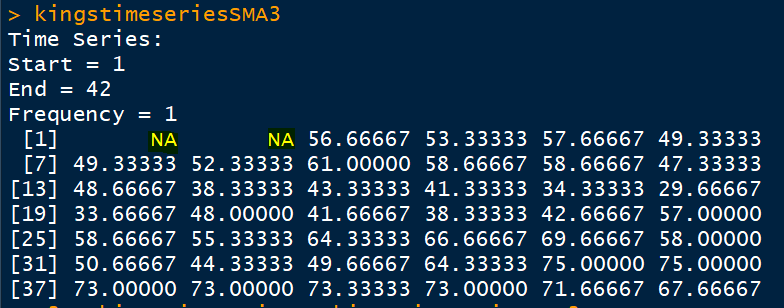 > kingstimeseriesSMA3
Time Series:
Start = 1
End = 42
Frequency = 1
[1] NA NA 56.66667 53.33333 57.66667 49.33333
[7] 49.33333 52.33333 61.00000 58.66667 58.66667 47.33333
[13] 48.66667 38.33333 43.33333 41.33333 34.33333 29.66667
[19] 33.66667 48.00000 41.66667 38.33333 42.66667 57.00000
[25] 58.66667 55.33333 64.33333 66.66667 69.66667 58.00000
[31] 50.66667 44.33333 49.66667 64.33333 75.00000 75.00000
[37] 73.00000 73.00000 73.33333 73.00000 71.66667 67.66667